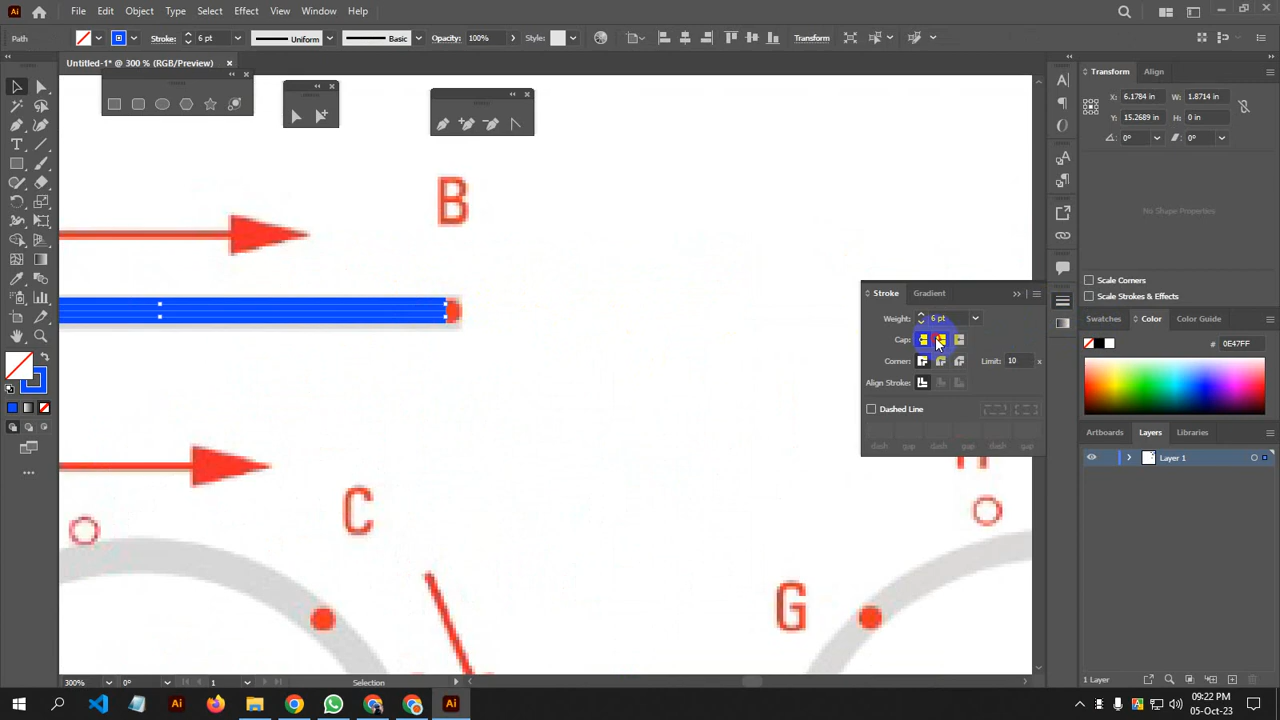 Ai File Edit Object Type Select Effect View Window Help
Path Stroke: 6 pt Uniform Basic Opacity: 100% Style: Transform
Untitled-1* @ 300 % (RGB/Preview)
B
C
G
Stroke Gradient
Weight: 6 pt
Cap:
Corner: Limit: 10 x
Align Stroke:
Dashed Line
dash gap dash gap dash gap
Transform Align
X: 6.1784 in W: 1.8714 in
Y: 15.2689 in H: 0 in
0° 0°
No Shape Properties
Scale Corners
Scale Strokes & Effects
Swatches Color Color Guide
# 0E47FF
Artboards Layers Libraries
Layer 1
1 Layer
300% 0° 1 Selection
09:22 PM
05-Oct-23